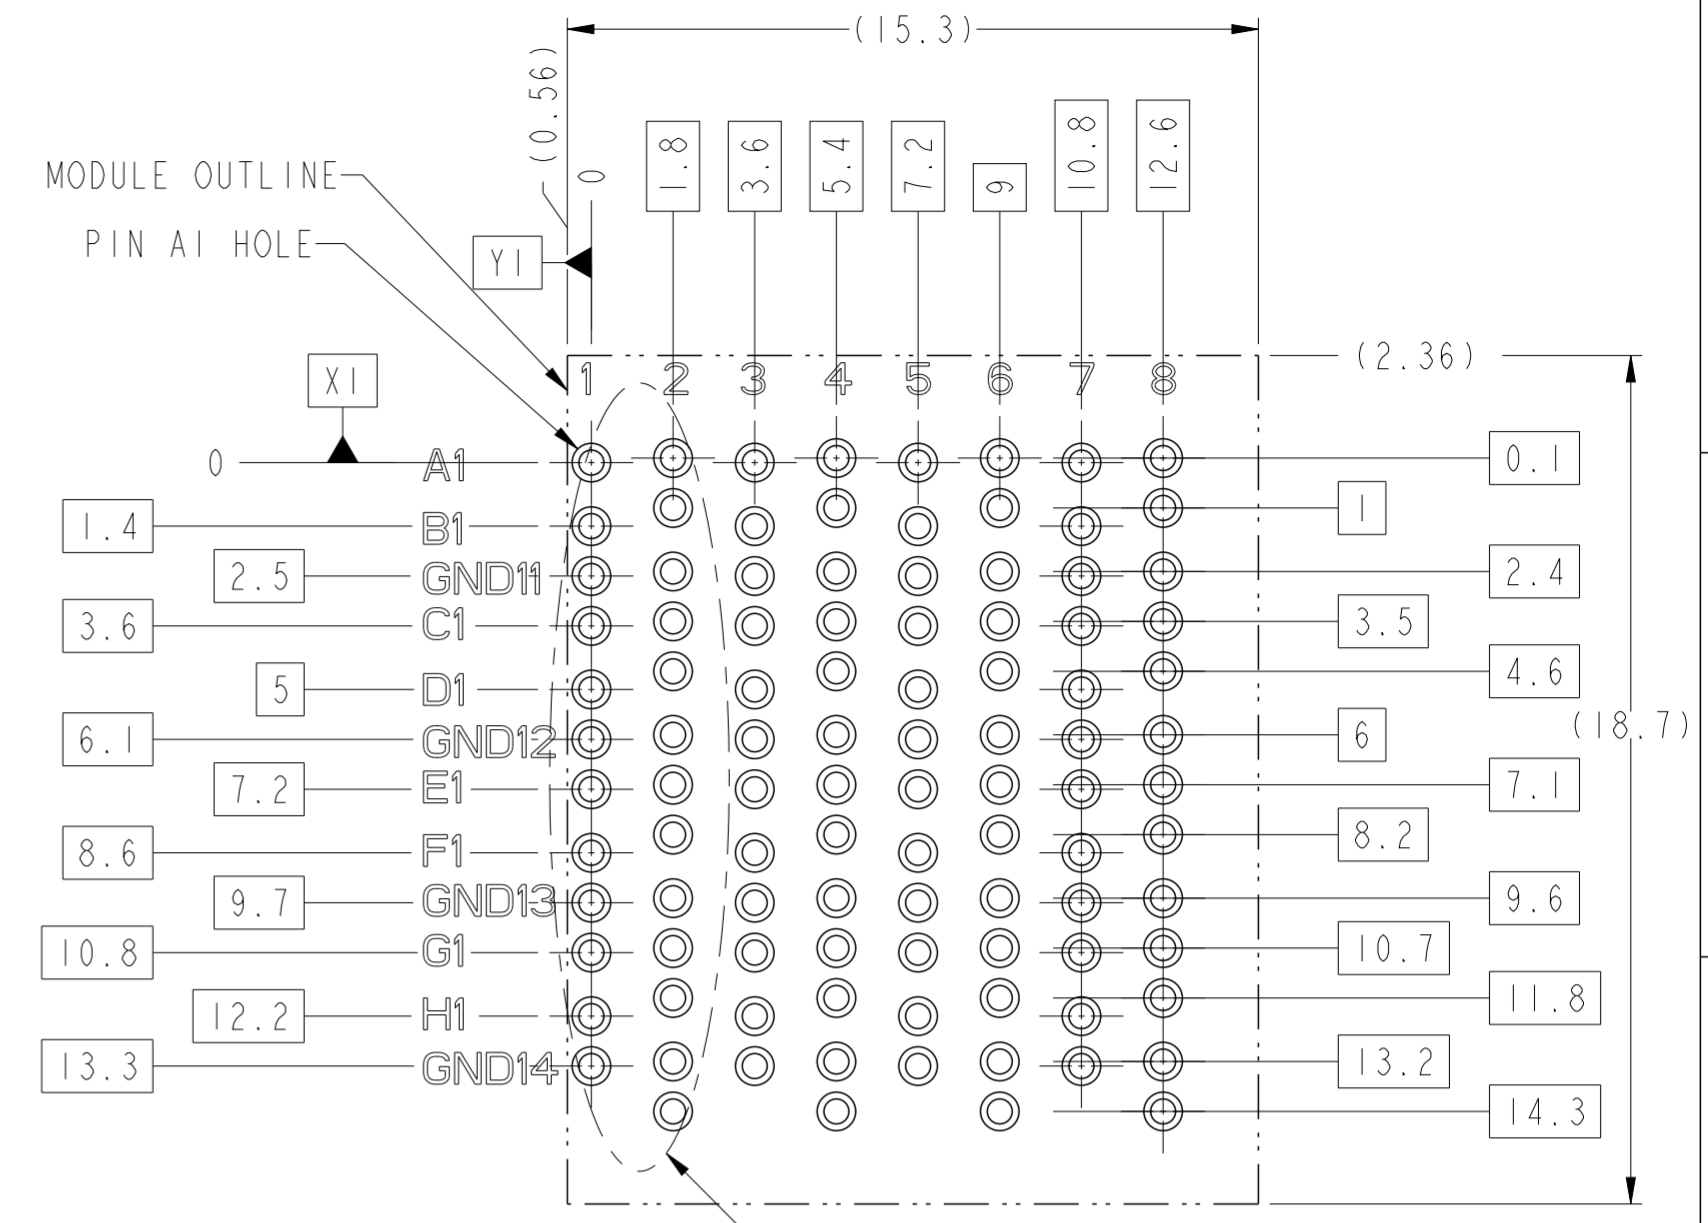 (15.3)
(0.56)
0
1.8
3.6
5.4
7.2
9
10.8
12.6
MODULE OUTLINE
PIN A1 HOLE
Y1
X1
(2.36)
1 2 3 4 5 6 7 8
0
A1
0.1
1
1.4
B1
2.5
GND11
2.4
3.6
C1
3.5
4.6
5
D1
6.1
GND12
6
(18.7)
7.2
E1
7.1
8.6
F1
8.2
9.7
GND13
9.6
10.8
G1
10.7
11.8
12.2
H1
13.3
GND14
13.2
14.3